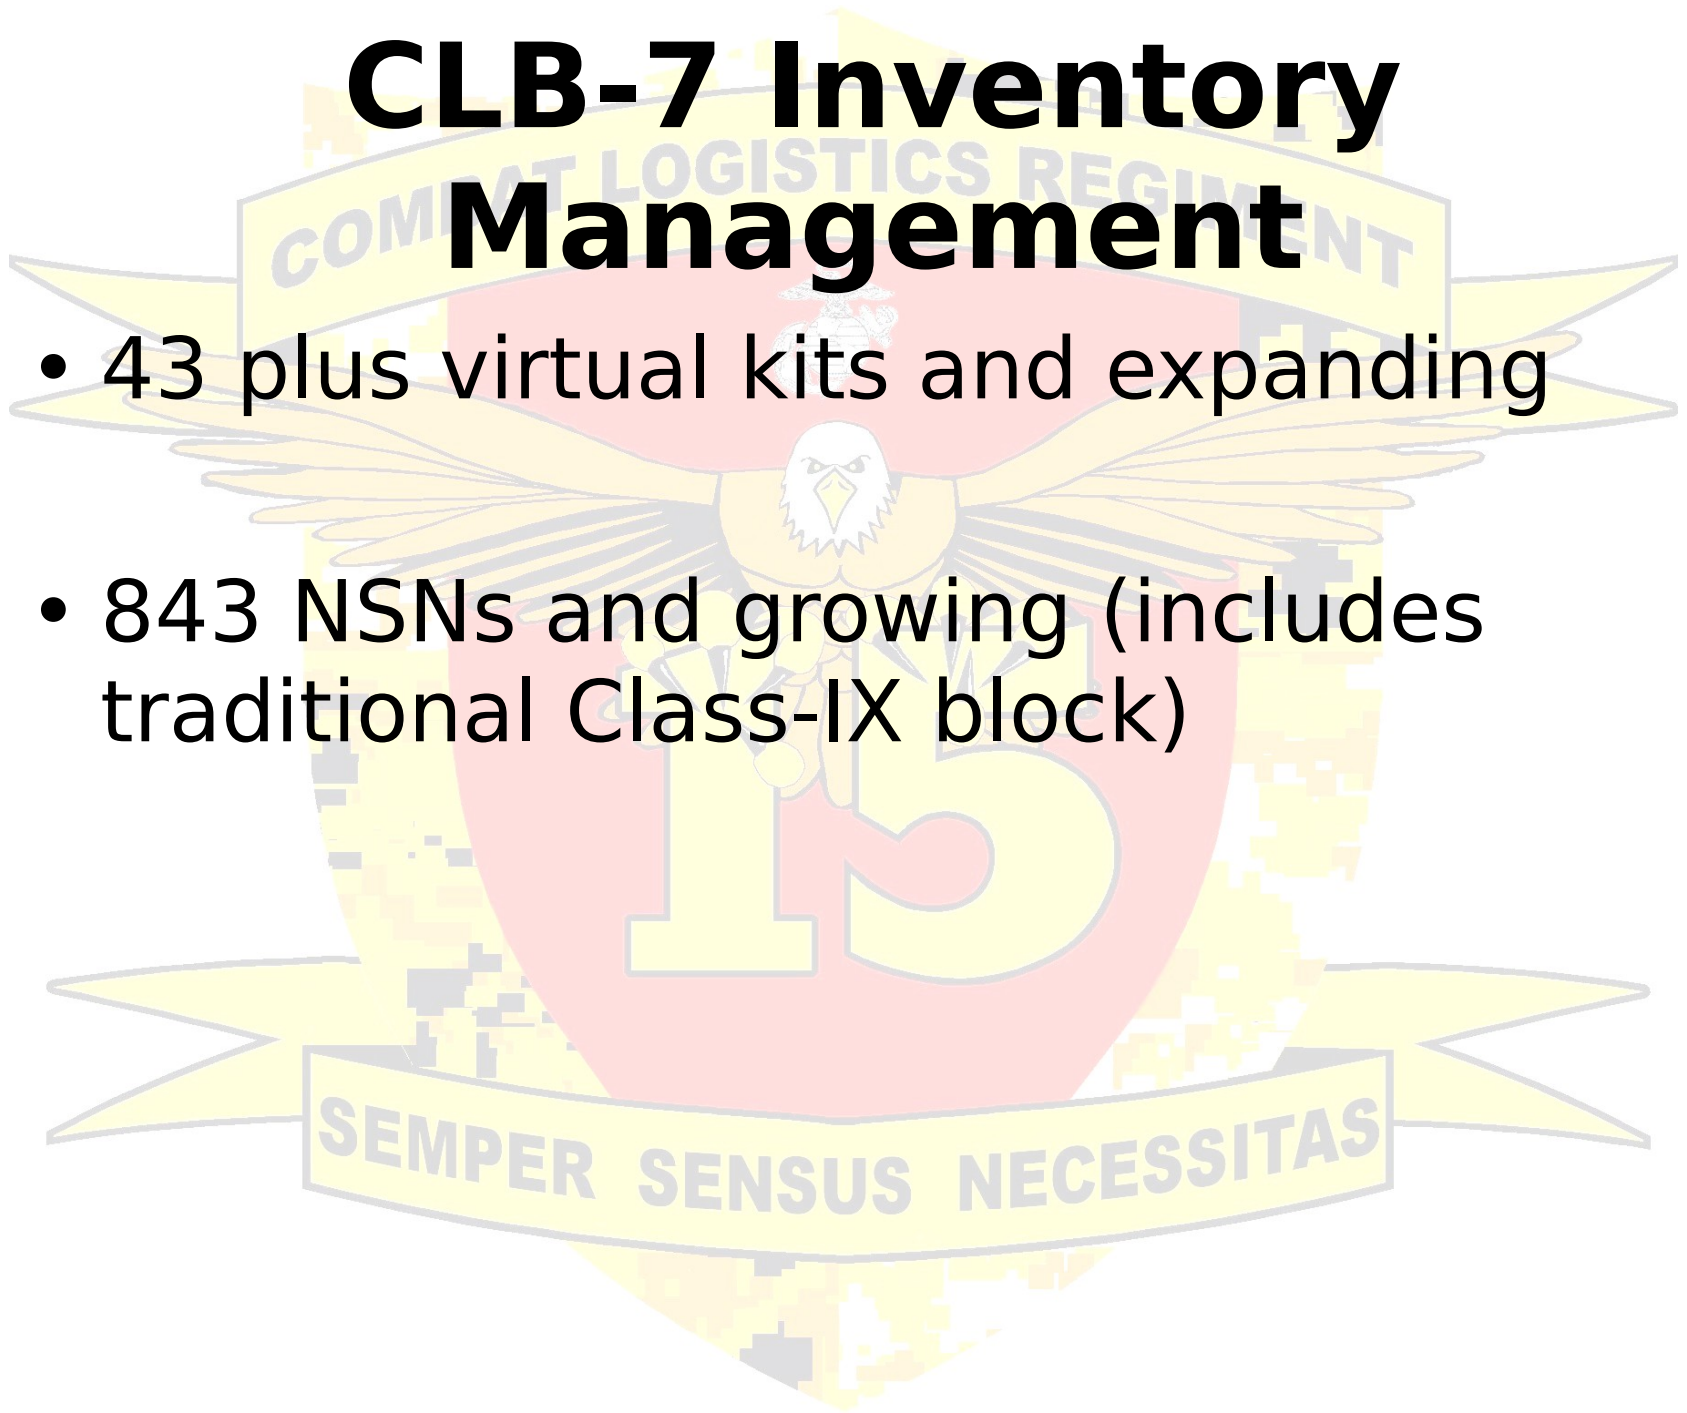 CLB-7 Inventory
Management
COMBAT LOGISTICS REGIMENT
• 43 plus virtual kits and expanding
• 843 NSNs and growing (includes
traditional Class-IX block)
15
SEMPER SENSUS NECESSITAS